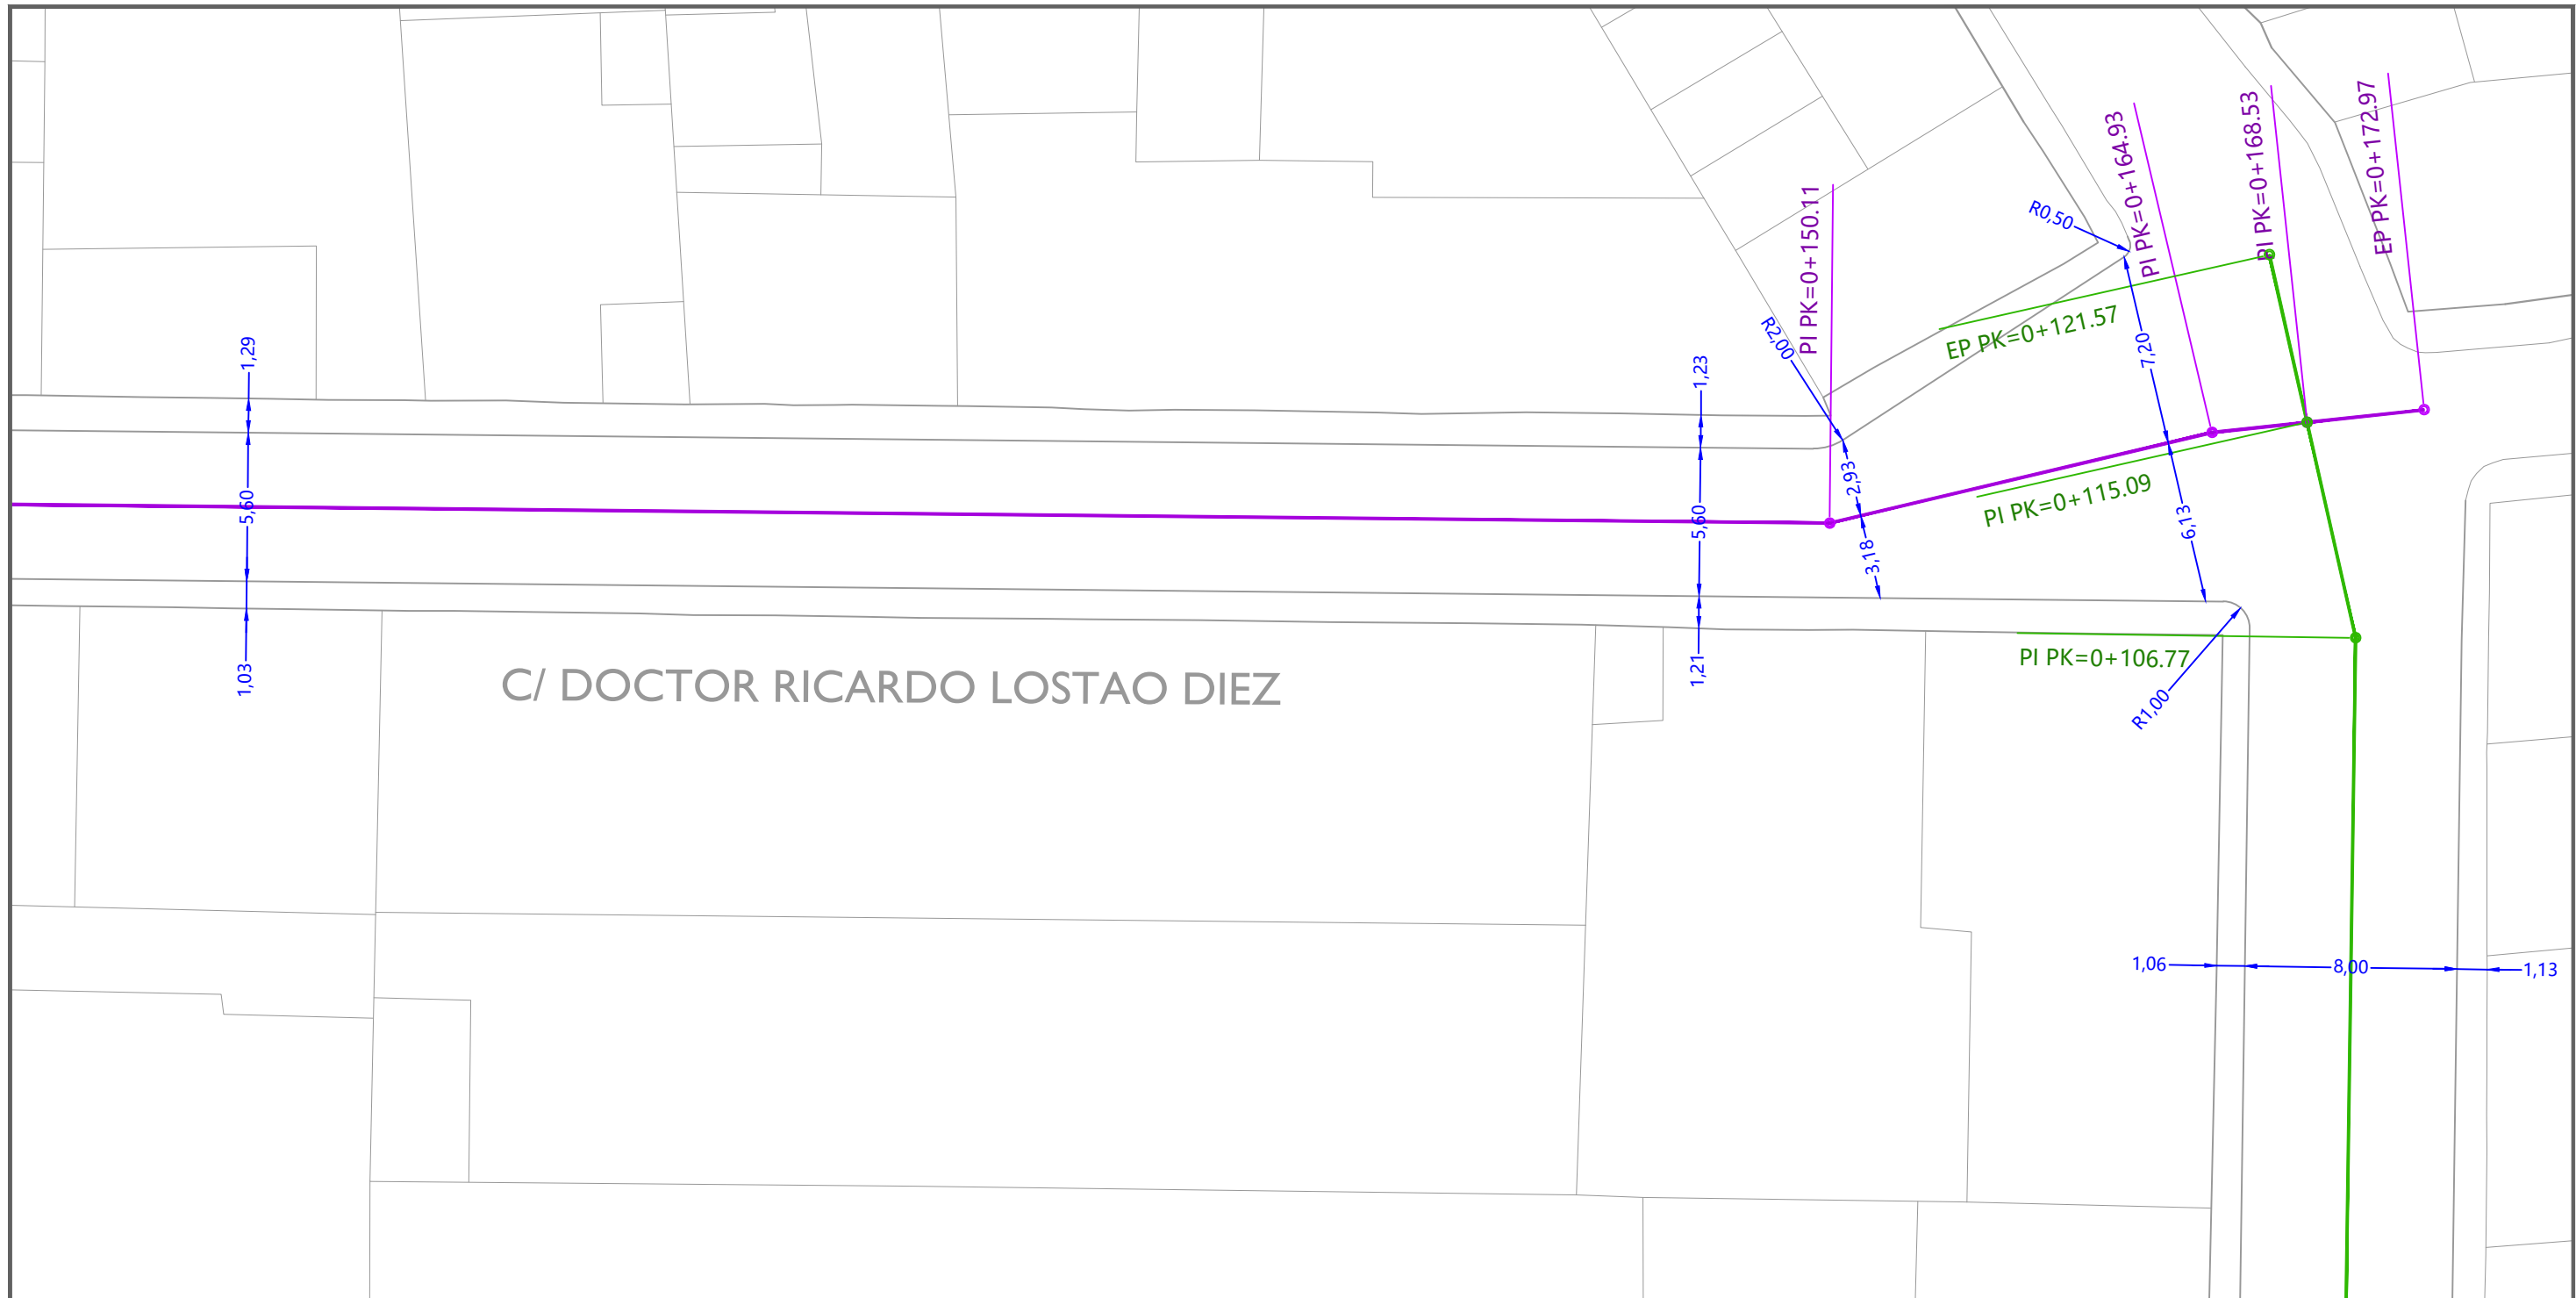 EP PK=0+172.97
PI PK=0+168.53
PI PK=0+164.93
PI PK=0+150.11
R0,50
EP PK=0+121.57
R2,00
7,20
1,29
1,23
2,93
PI PK=0+115.09
5,60
5,60
6,13
3,18
1,03
1,21
C/ DOCTOR RICARDO LOSTAO DIEZ
PI PK=0+106.77
R1,00
1,06
8,00
1,13